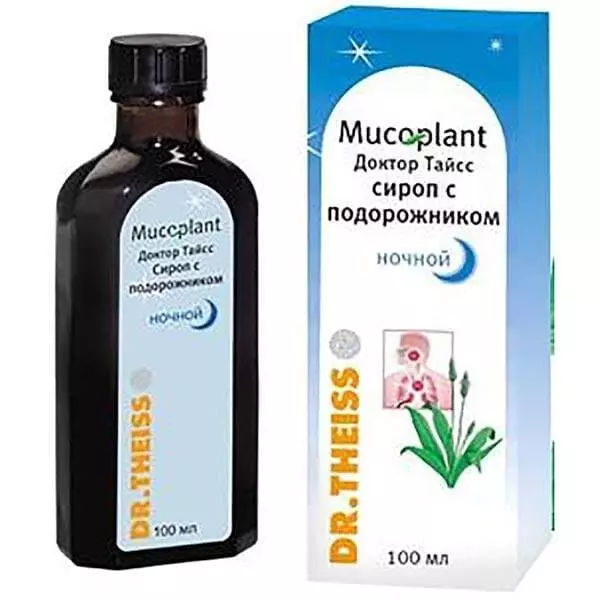 Mucoplant
Доктор Тайсс
Сироп с
подорожником
ночной
DR.THEISS
100 мл
Mucoplant
Доктор Тайсс
сироп с
подорожником
ночной
DR.THEISS
100 мл